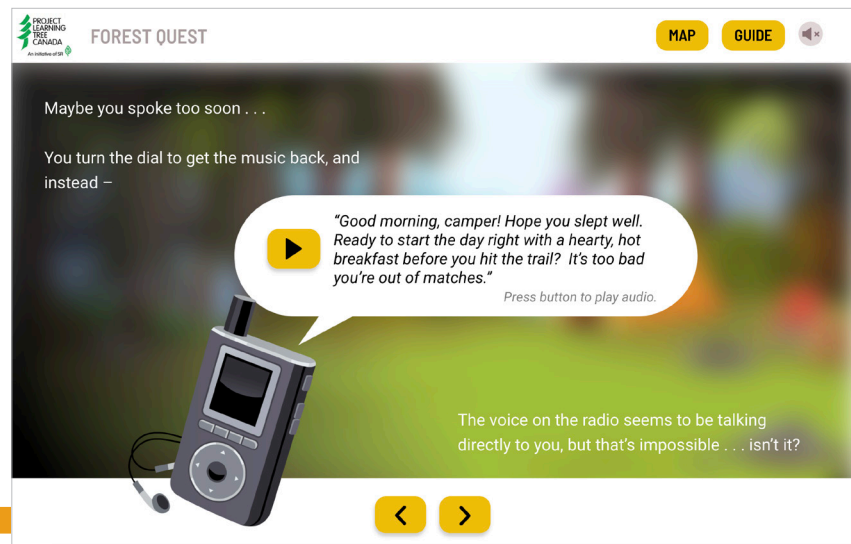 PROJECT
LEARNING
TREE
CANADA
An initiative of SFI
FOREST QUEST
MAP
GUIDE
Maybe you spoke too soon . . .
You turn the dial to get the music back, and
instead –
“Good morning, camper! Hope you slept well.
Ready to start the day right with a hearty, hot
breakfast before you hit the trail?  It’s too bad
you’re out of matches.”
Press button to play audio.
The voice on the radio seems to be talking
directly to you, but that’s impossible . . . isn’t it?